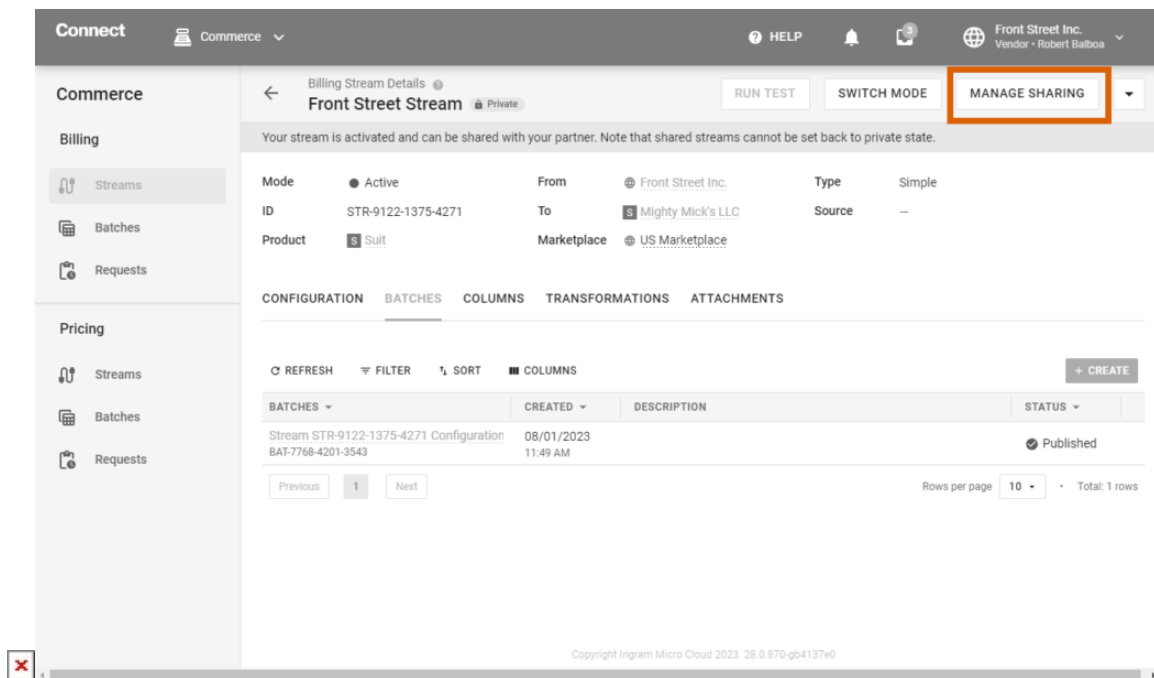 Connect
Commerce
HELP
3
Front Street Inc.
Vendor • Robert Balboa
Commerce
Billing
Streams
Batches
Requests
Pricing
Streams
Batches
Requests
Billing Stream Details
Front Street Stream Private
RUN TEST
SWITCH MODE
MANAGE SHARING
Your stream is activated and can be shared with your partner. Note that shared streams cannot be set back to private state.
Mode Active From Front Street Inc. Type Simple
ID STR-9122-1375-4271 To S Mighty Mick's LLC Source —
Product S Suit Marketplace US Marketplace
CONFIGURATION BATCHES COLUMNS TRANSFORMATIONS ATTACHMENTS
REFRESH FILTER SORT COLUMNS + CREATE
BATCHES CREATED DESCRIPTION STATUS
Stream STR-9122-1375-4271 Configuration 08/01/2023 Published
BAT-7768-4201-3543 11:49 AM
Previous 1 Next Rows per page 10 • Total: 1 rows
Copyright Ingram Micro Cloud 2023. 28.0.870-gb4137e0